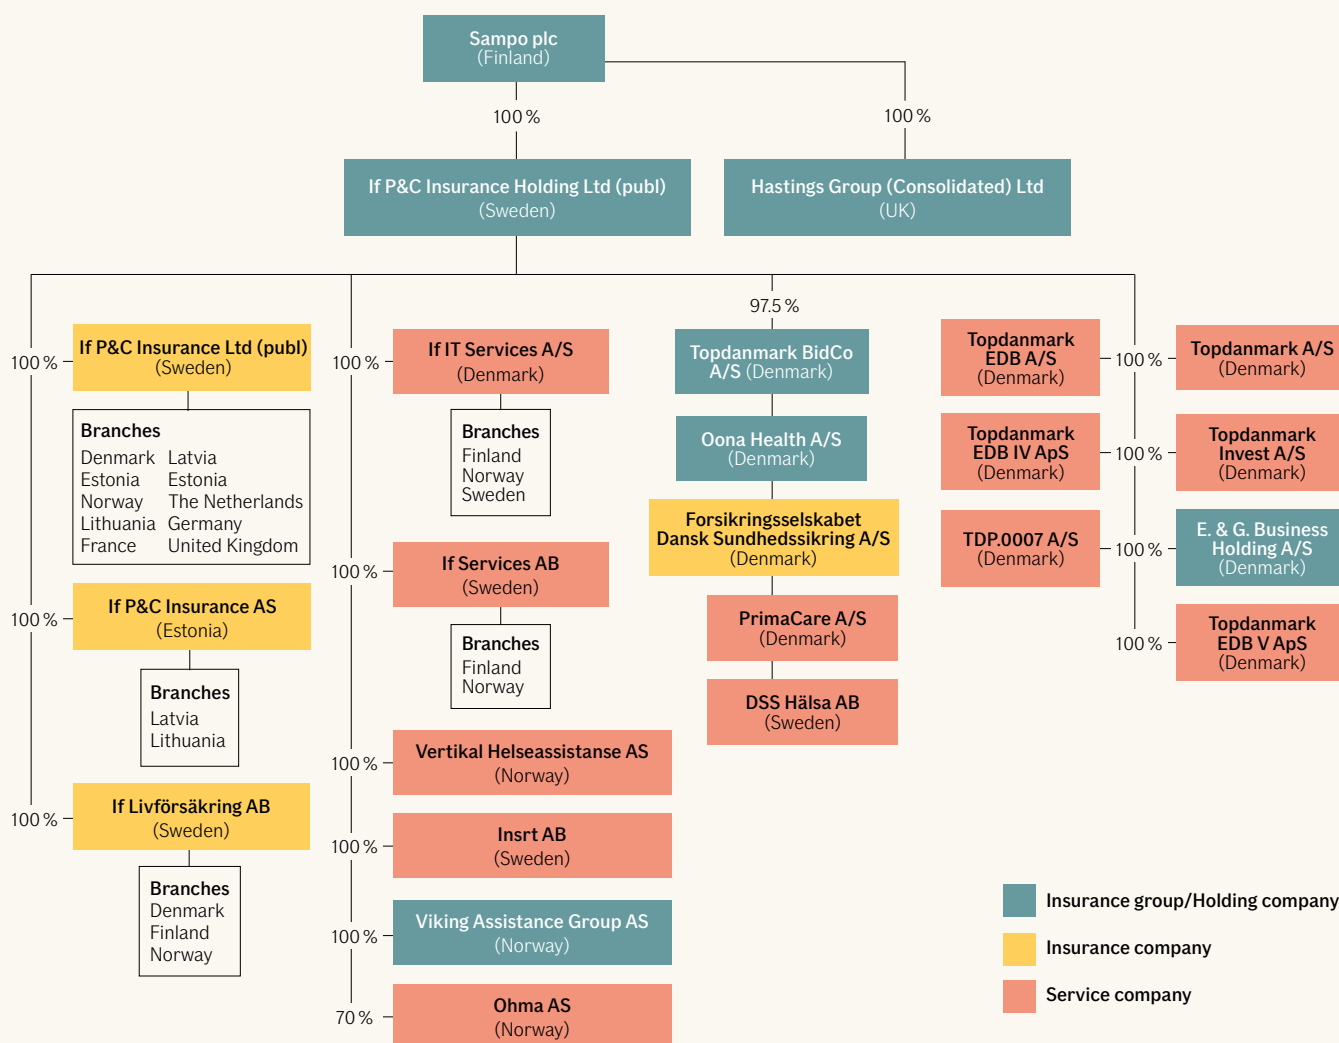 Sampo plc
(Finland)
100 %
100 %
If P&C Insurance Holding Ltd (publ)
(Sweden)
Hastings Group (Consolidated) Ltd
(UK)
97.5 %
100 %
If P&C Insurance Ltd (publ)
(Sweden)
Branches
Denmark Latvia
Estonia Estonia
Norway The Netherlands
Lithuania Germany
France United Kingdom
100 %
If P&C Insurance AS
(Estonia)
Branches
Latvia
Lithuania
100 %
If Livförsäkring AB
(Sweden)
Branches
Denmark
Finland
Norway
100 %
If IT Services A/S
(Denmark)
Branches
Finland
Norway
Sweden
100 %
If Services AB
(Sweden)
Branches
Finland
Norway
100 %
Vertikal Helseassistanse AS
(Norway)
100 %
Insrt AB
(Sweden)
100 %
Viking Assistance Group AS
(Norway)
70 %
Ohma AS
(Norway)
Topdanmark BidCo
A/S (Denmark)
Oona Health A/S
(Denmark)
Forsikringsselskabet
Dansk Sundhedssikring A/S
(Denmark)
PrimaCare A/S
(Denmark)
DSS Hälsa AB
(Sweden)
Topdanmark
EDB A/S
(Denmark)
100 %
Topdanmark A/S
(Denmark)
Topdanmark
EDB IV ApS
(Denmark)
100 %
Topdanmark
Invest A/S
(Denmark)
TDP.0007 A/S
(Denmark)
100 %
E. & G. Business
Holding A/S
(Denmark)
100 %
Topdanmark
EDB V ApS
(Denmark)
Insurance group/Holding company
Insurance company
Service company